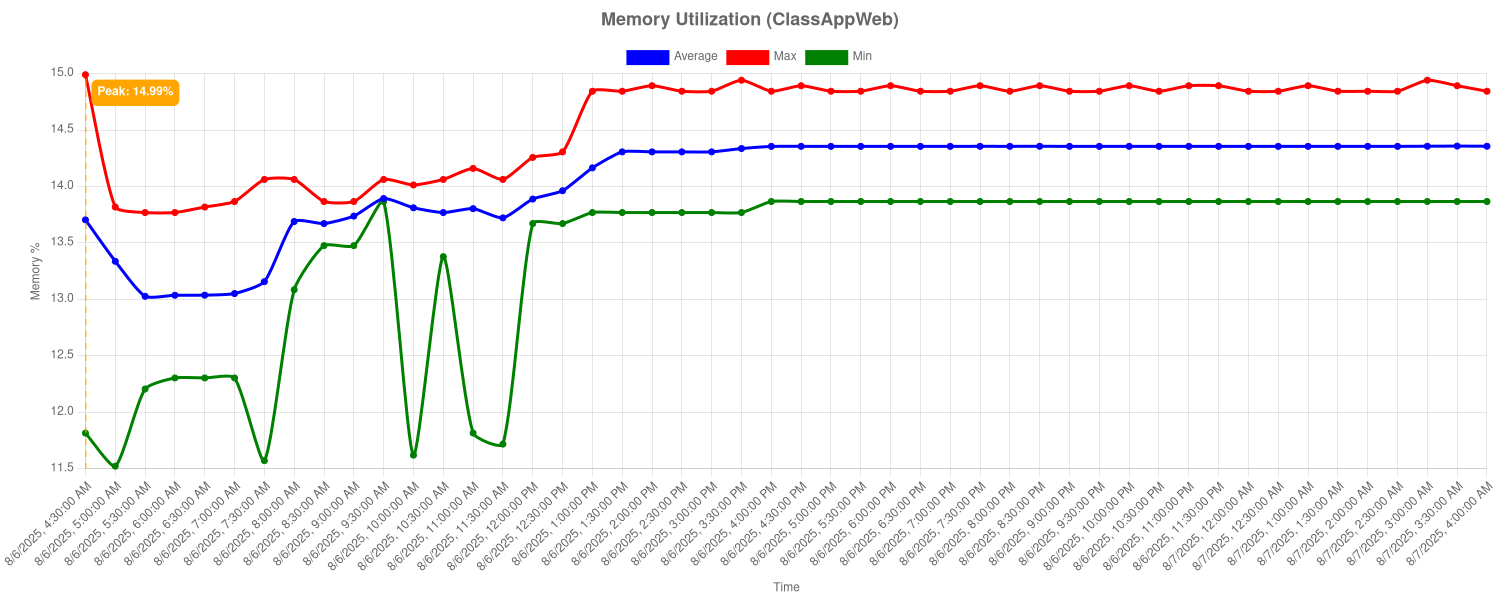 Memory Utilization (ClassAppWeb)
Average Max Min
15.0
Peak: 14.99%
14.5
14.0
13.5
Memory %
13.0
12.5
12.0
11.5
8/6/2025, 4:30:00 AM
8/6/2025, 5:00:00 AM
8/6/2025, 5:30:00 AM
8/6/2025, 6:00:00 AM
8/6/2025, 6:30:00 AM
8/6/2025, 7:00:00 AM
8/6/2025, 7:30:00 AM
8/6/2025, 8:00:00 AM
8/6/2025, 8:30:00 AM
8/6/2025, 9:00:00 AM
8/6/2025, 9:30:00 AM
8/6/2025, 10:00:00 AM
8/6/2025, 10:30:00 AM
8/6/2025, 11:00:00 AM
8/6/2025, 11:30:00 AM
8/6/2025, 12:00:00 PM
8/6/2025, 12:30:00 PM
8/6/2025, 1:00:00 PM
8/6/2025, 1:30:00 PM
8/6/2025, 2:00:00 PM
8/6/2025, 2:30:00 PM
8/6/2025, 3:00:00 PM
8/6/2025, 3:30:00 PM
8/6/2025, 4:00:00 PM
8/6/2025, 4:30:00 PM
8/6/2025, 5:00:00 PM
8/6/2025, 5:30:00 PM
8/6/2025, 6:00:00 PM
8/6/2025, 6:30:00 PM
8/6/2025, 7:00:00 PM
8/6/2025, 7:30:00 PM
8/6/2025, 8:00:00 PM
8/6/2025, 8:30:00 PM
8/6/2025, 9:00:00 PM
8/6/2025, 9:30:00 PM
8/6/2025, 10:00:00 PM
8/6/2025, 10:30:00 PM
8/6/2025, 11:00:00 PM
8/6/2025, 11:30:00 PM
8/7/2025, 12:00:00 AM
8/7/2025, 12:30:00 AM
8/7/2025, 1:00:00 AM
8/7/2025, 1:30:00 AM
8/7/2025, 2:00:00 AM
8/7/2025, 2:30:00 AM
8/7/2025, 3:00:00 AM
8/7/2025, 3:30:00 AM
8/7/2025, 4:00:00 AM
Time